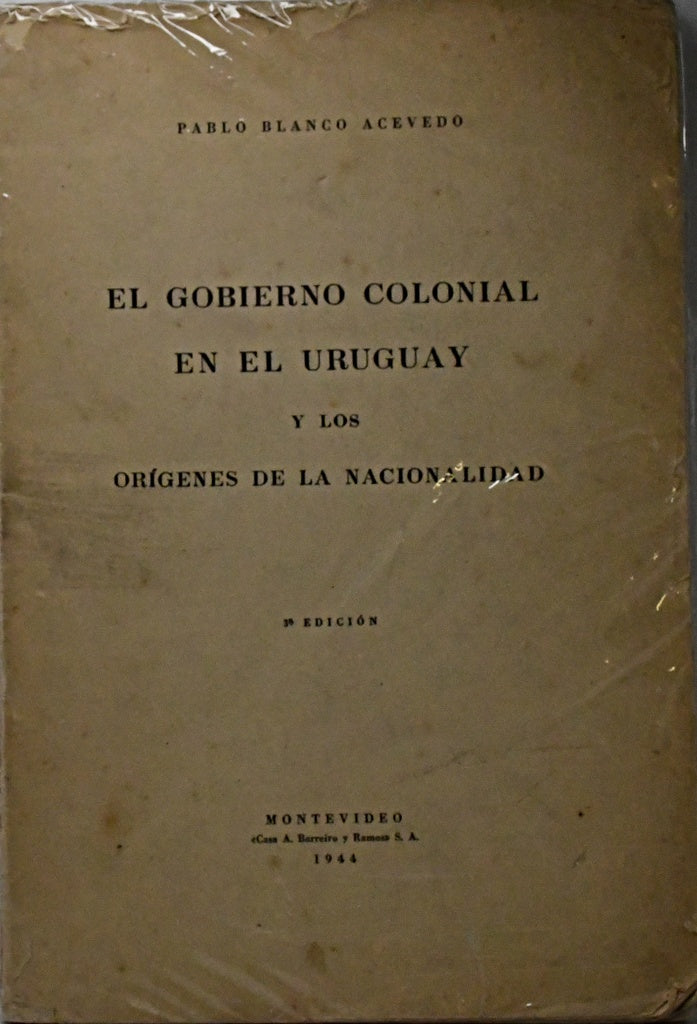 PABLO BLANCO ACEVEDO
EL GOBIERNO COLONIAL
EN EL URUGUAY
Y LOS
ORÍGENES DE LA NACIONALIDAD
3ª EDICIÓN
MONTEVIDEO
«Casa A. Barreiro y Ramos» S. A.
1944